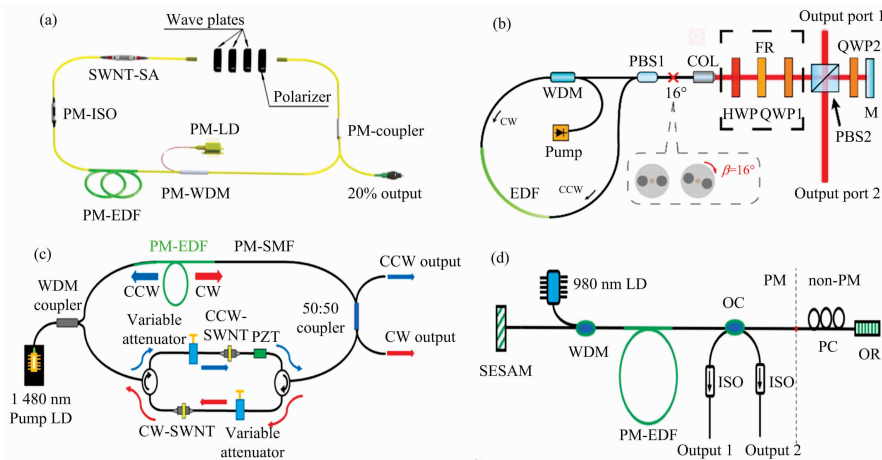 (a)
Wave plates
SWNT-SA
Polarizer
PM-ISO
PM-LD
PM-coupler
PM-WDM
20% output
PM-EDF
(b)
Output port 1
FR
QWP2
PBS1
COL
WDM
16°
HWP
QWP1
M
CW
Pump
PBS2
β=16°
EDF
CCW
Output port 2
(c)
PM-EDF
PM-SMF
CCW output
WDM
coupler
CCW
CW
CCW-
SWNT
50:50
coupler
Variable
attenuator
PZT
CW output
1 480 nm
Pump LD
CW-SWNT
Variable
attenuator
(d)
980 nm LD
OC
PM
non-PM
WDM
PC
OR
SESAM
ISO
ISO
PM-EDF
Output 1
Output 2